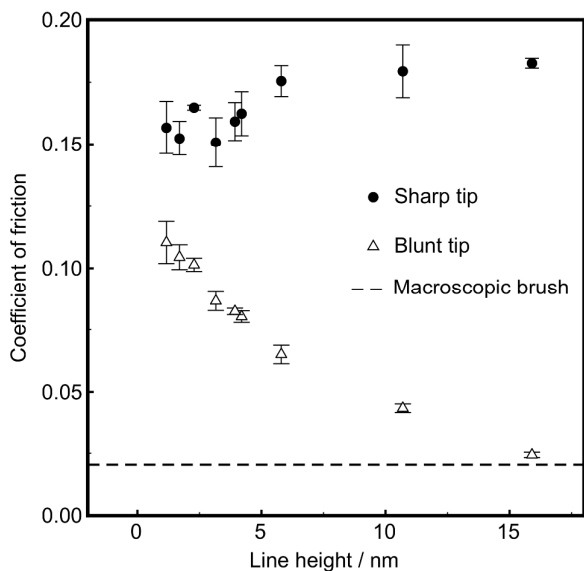 0.20
0.15
0.10
0.05
0.00
Coefficient of friction
Sharp tip
Blunt tip
Macroscopic brush
0 5 10 15
Line height / nm